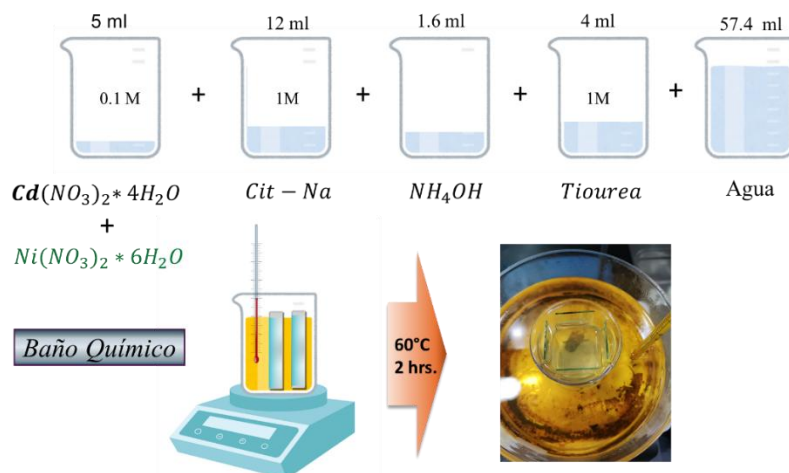 5 ml 12 ml 1.6 ml 4 ml 57.4 ml
0.1 M + 1M + + 1M +
Cd(NO₃)₂ * 4H₂O Cit − Na NH₄OH Tiourea Agua
+
Ni(NO₃)₂ * 6H₂O
Baño Químico
60°C
2 hrs.